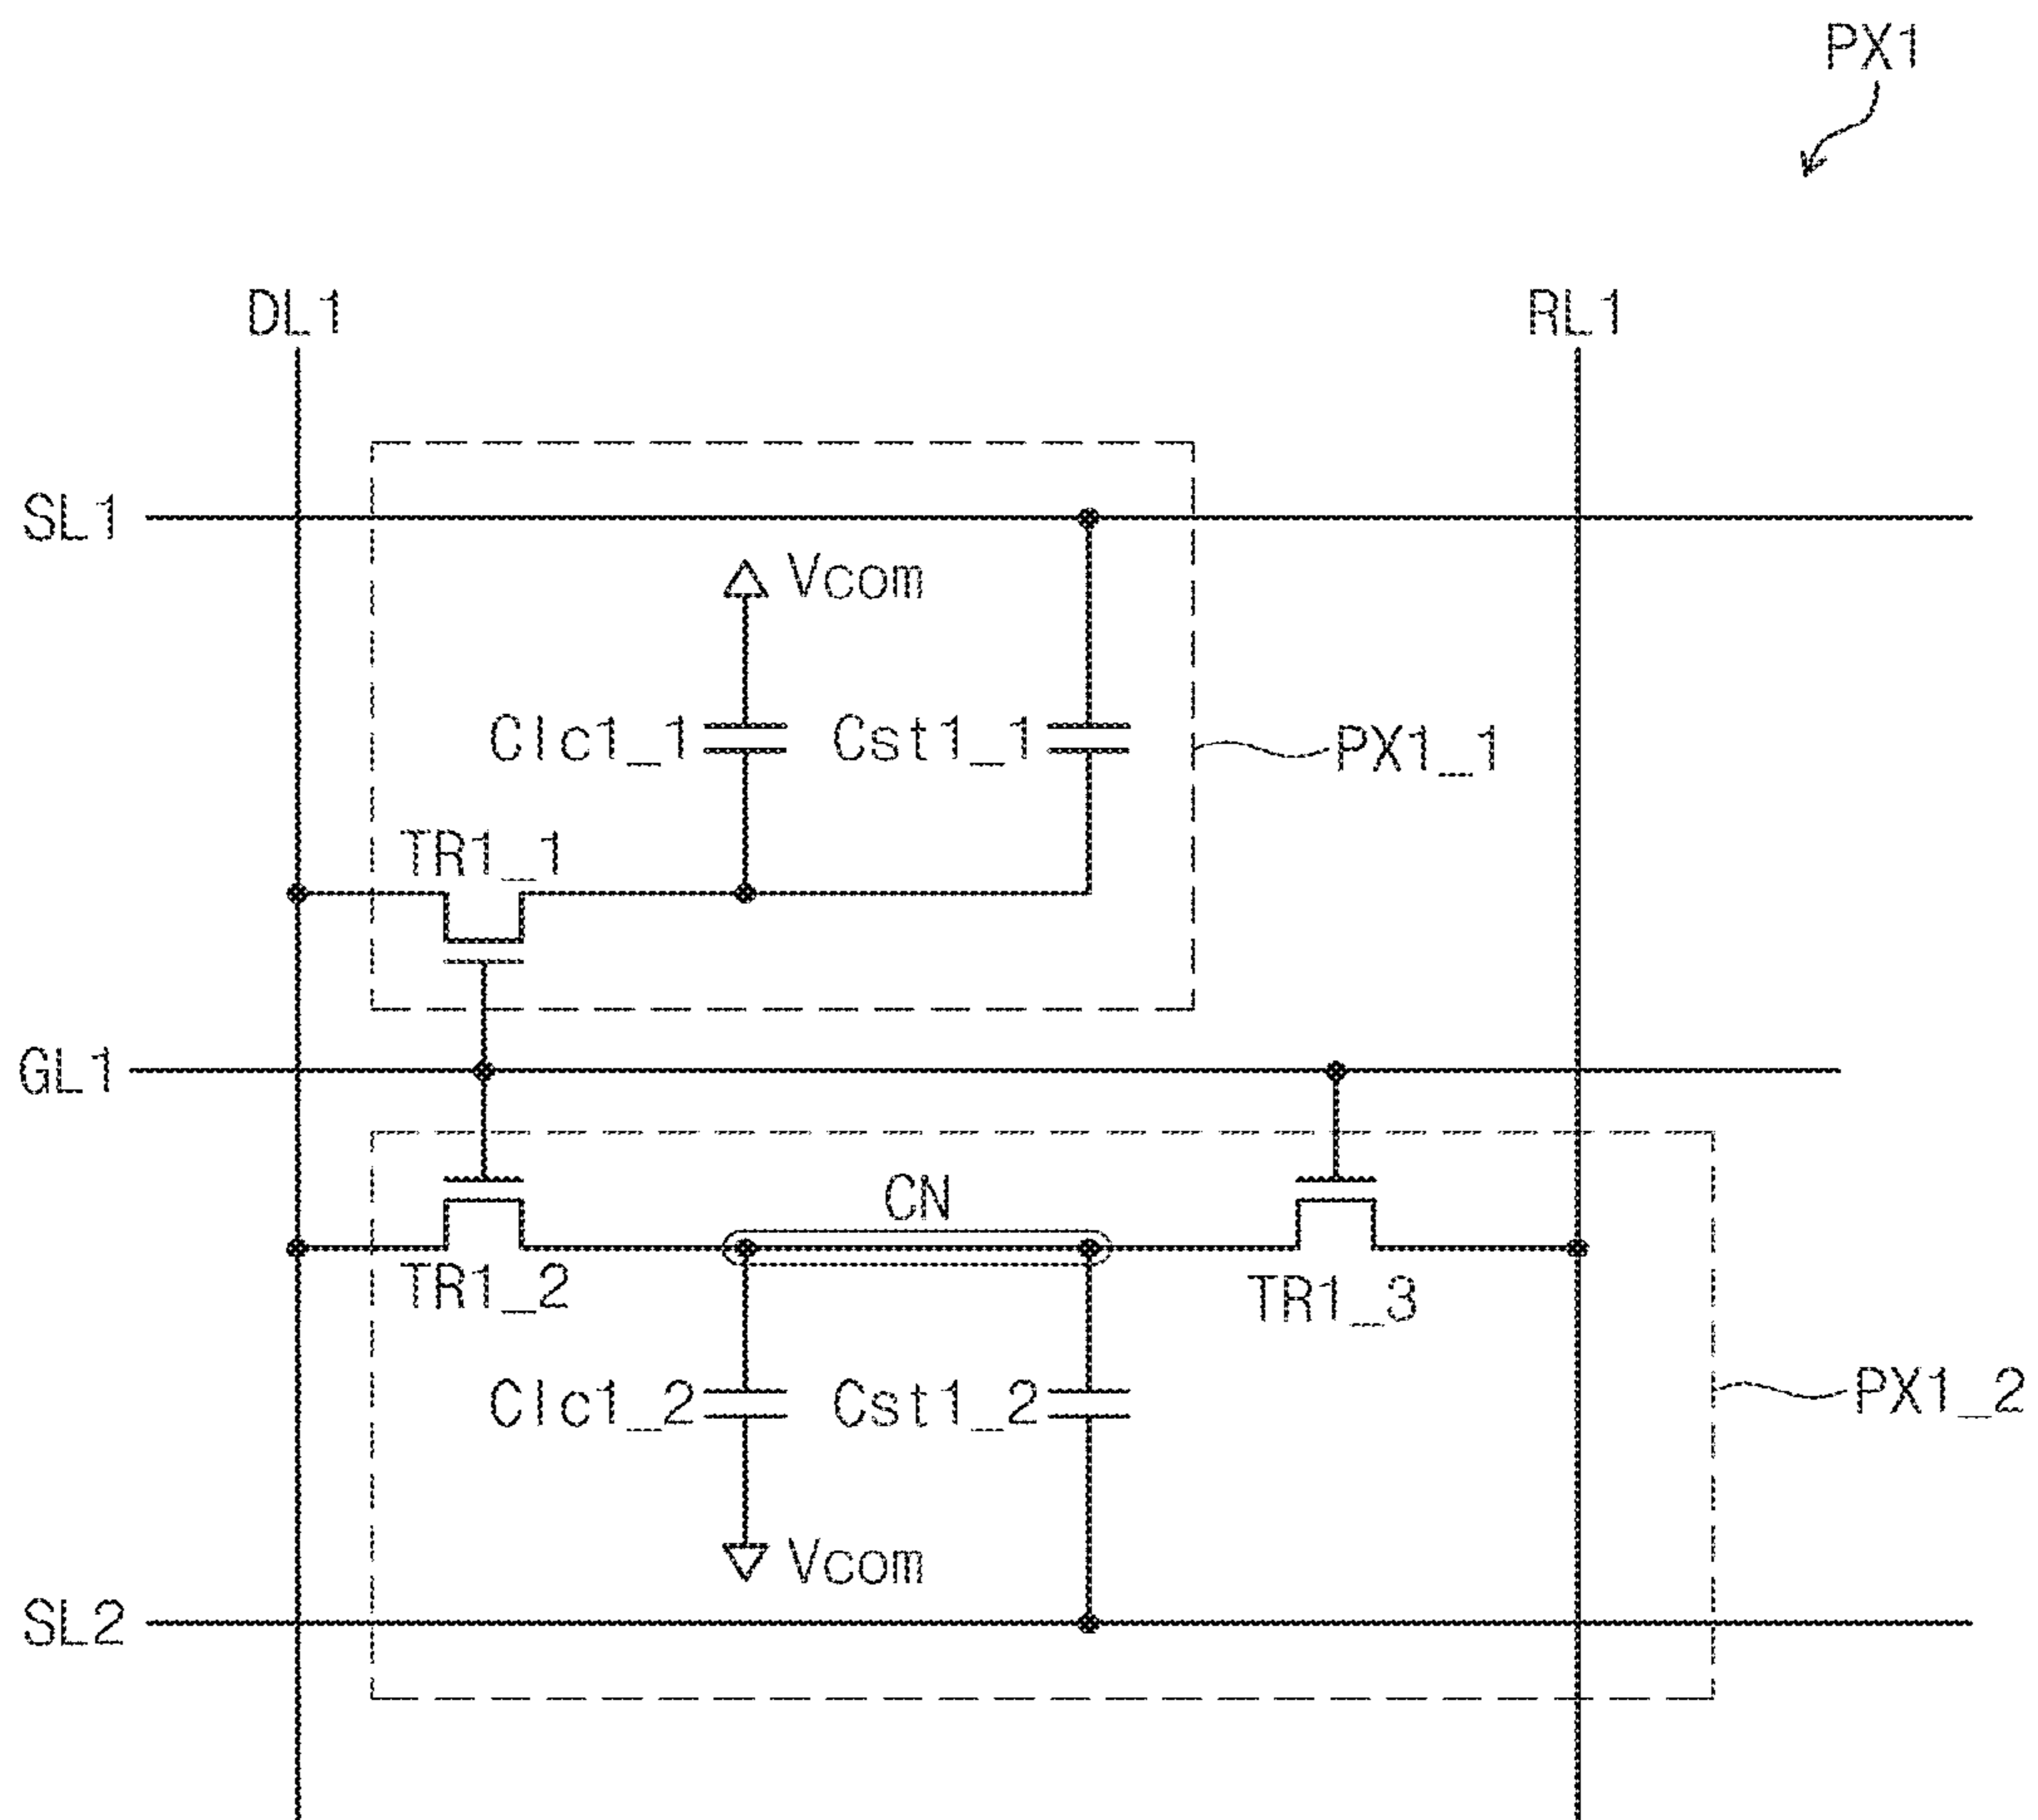 PX1
DL1
RL1
SL1
Vcom
Clc1_1
Cst1_1
PX1_1
TR1_1
GL1
CN
TR1_2
TR1_3
Clc1_2
Cst1_2
PX1_2
Vcom
SL2